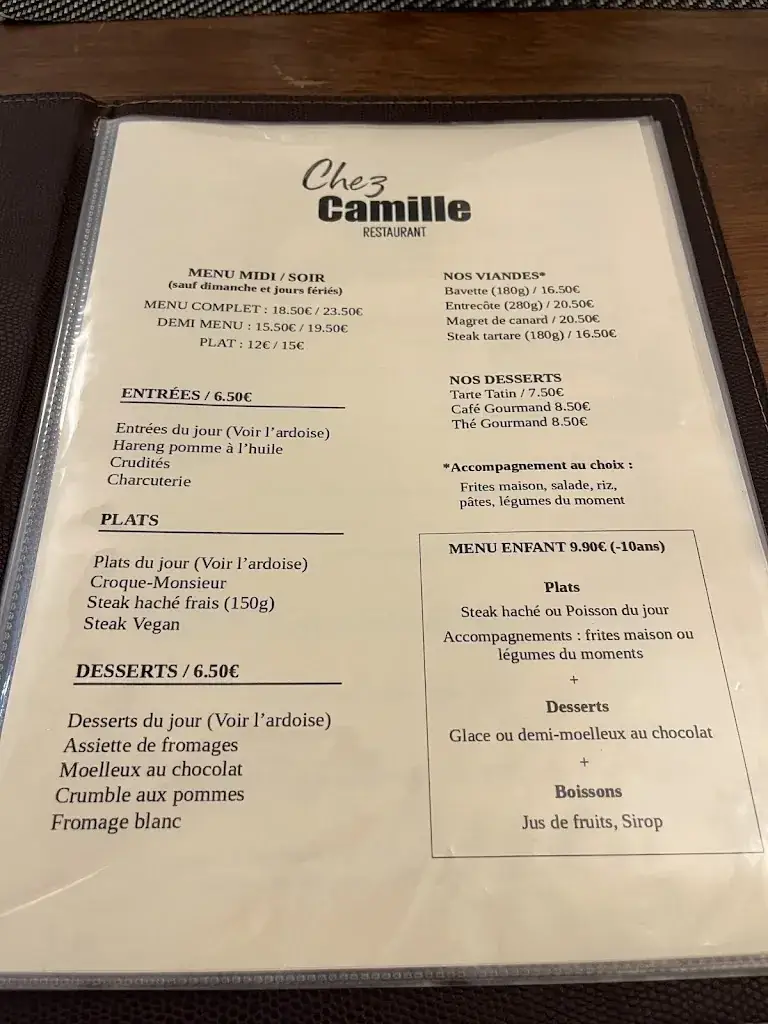 Chez
Camille
RESTAURANT
MENU MIDI / SOIR
(sauf dimanche et jours fériés)
MENU COMPLET : 18.50€ / 23.50€
DEMI MENU : 15.50€ / 19.50€
PLAT : 12€ / 15€
ENTRÉES / 6.50€
Entrées du jour (Voir l'ardoise)
Hareng pomme à l'huile
Crudités
Charcuterie
PLATS
Plats du jour (Voir l'ardoise)
Croque-Monsieur
Steak haché frais (150g)
Steak Vegan
DESSERTS / 6.50€
Desserts du jour (Voir l'ardoise)
Assiette de fromages
Moelleux au chocolat
Crumble aux pommes
Fromage blanc
NOS VIANDES*
Bavette (180g) / 16.50€
Entrecôte (280g) / 20.50€
Magret de canard / 20.50€
Steak tartare (180g) / 16.50€
NOS DESSERTS
Tarte Tatin / 7.50€
Café Gourmand 8.50€
Thé Gourmand 8.50€
*Accompagnement au choix :
Frites maison, salade, riz,
pâtes, légumes du moment
MENU ENFANT 9.90€ (-10ans)
Plats
Steak haché ou Poisson du jour
Accompagnements : frites maison ou
légumes du moments
+
Desserts
Glace ou demi-moelleux au chocolat
+
Boissons
Jus de fruits, Sirop